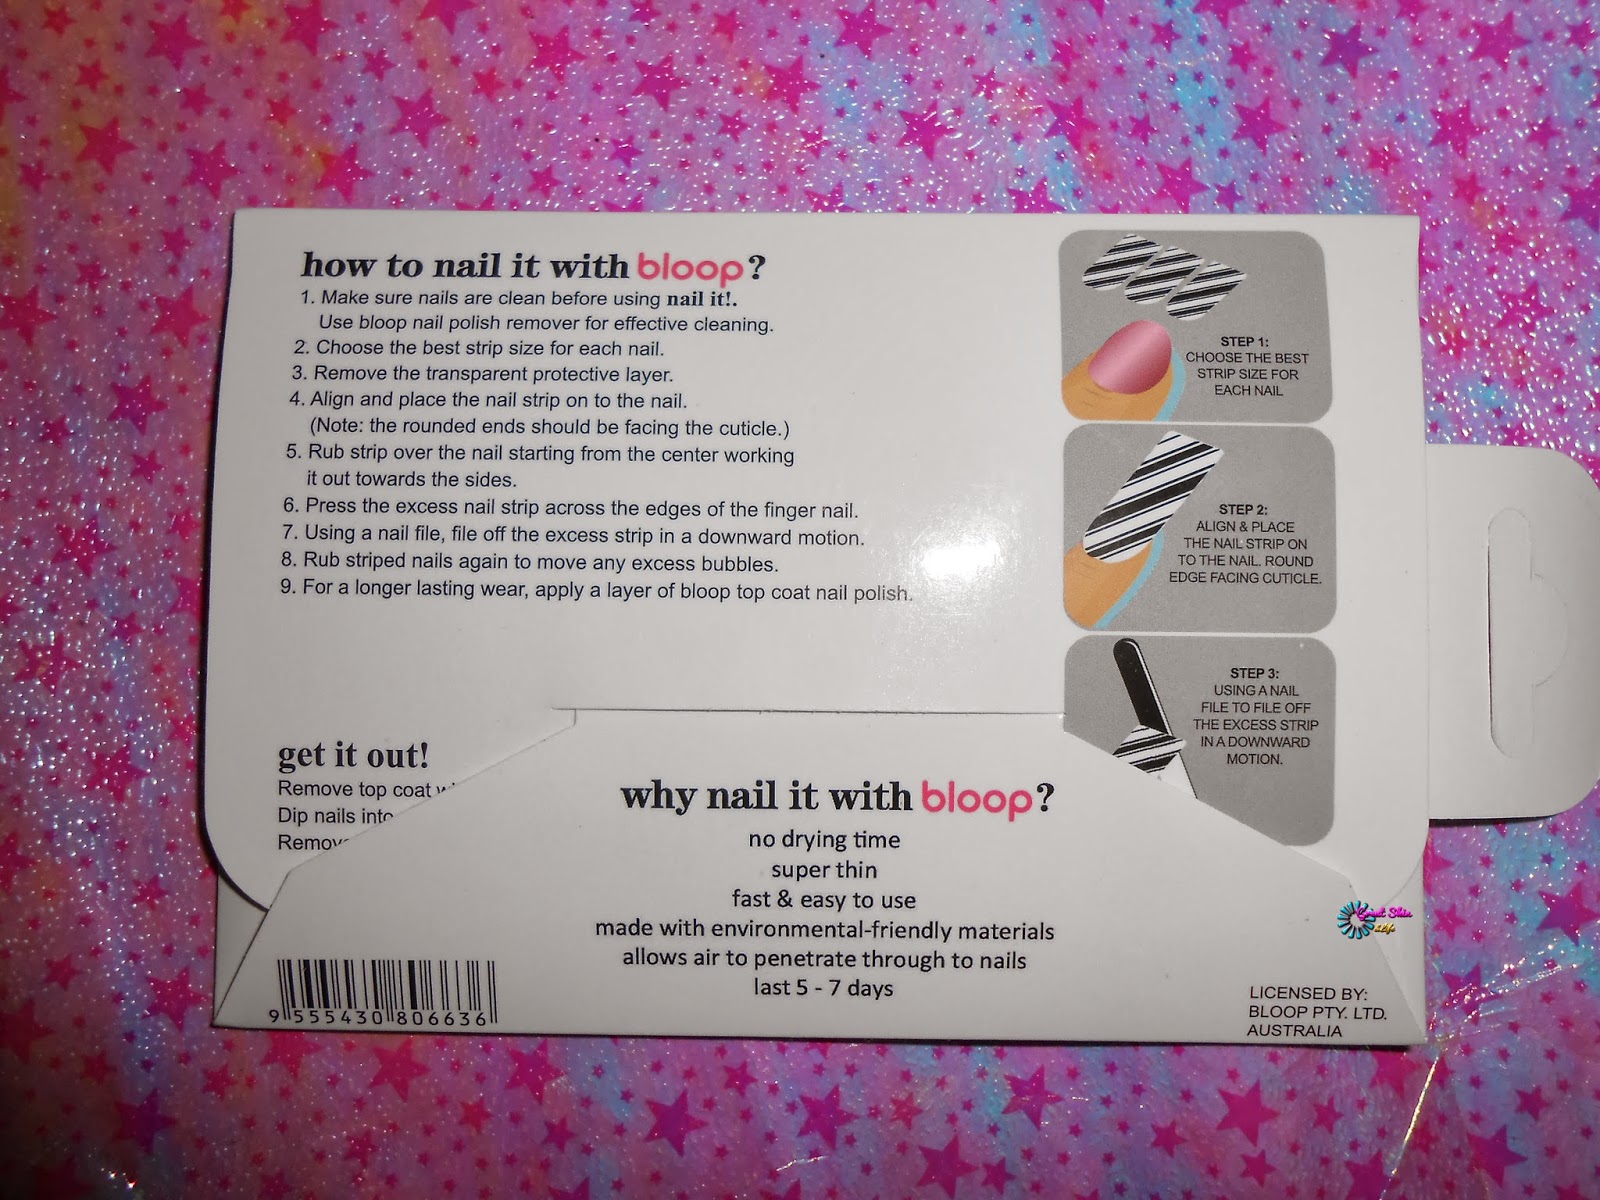 how to nail it with bloop?
1. Make sure nails are clean before using nail it!.
Use bloop nail polish remover for effective cleaning.
2. Choose the best strip size for each nail.
3. Remove the transparent protective layer.
4. Align and place the nail strip on to the nail.
(Note: the rounded ends should be facing the cuticle.)
5. Rub strip over the nail starting from the center working
it out towards the sides.
6. Press the excess nail strip across the edges of the finger nail.
7. Using a nail file, file off the excess strip in a downward motion.
8. Rub striped nails again to move any excess bubbles.
9. For a longer lasting wear, apply a layer of bloop top coat nail polish.
STEP 1:
CHOOSE THE BEST
STRIP SIZE FOR
EACH NAIL
STEP 2:
ALIGN & PLACE
THE NAIL STRIP ON
TO THE NAIL. ROUND
EDGE FACING CUTICLE.
STEP 3:
USING A NAIL
FILE TO FILE OFF
THE EXCESS STRIP
IN A DOWNWARD
MOTION.
get it out!
Remove top coat
Dip nails into
why nail it with bloop?
no drying time
super thin
fast & easy to use
made with environmental-friendly materials
allows air to penetrate through to nails
last 5 - 7 days
9 555430 806636
LICENSED BY:
BLOOP PTY. LTD.
AUSTRALIA